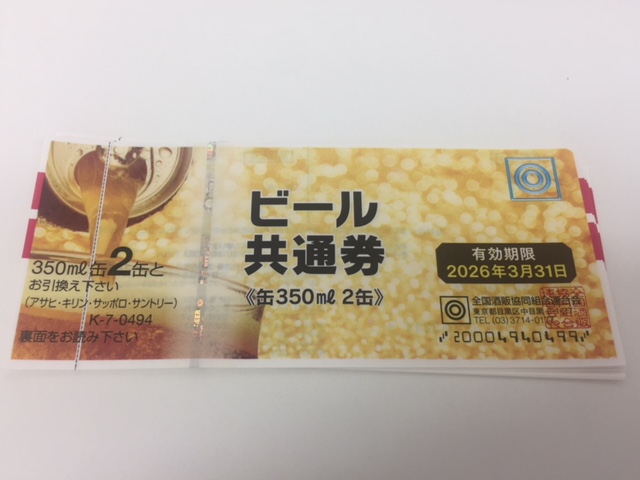 ビール
共通券
《缶350㎖ 2缶》
350㎖缶2缶と
お引換え下さい
(アサヒ・キリン・サッポロ・サントリー)
K-7-0494
裏面をお読み下さい
有効期限
2026年3月31日
全国酒販協同組合連合会
東京都目黒区中目黒
TEL (03)3714-01
20004940499